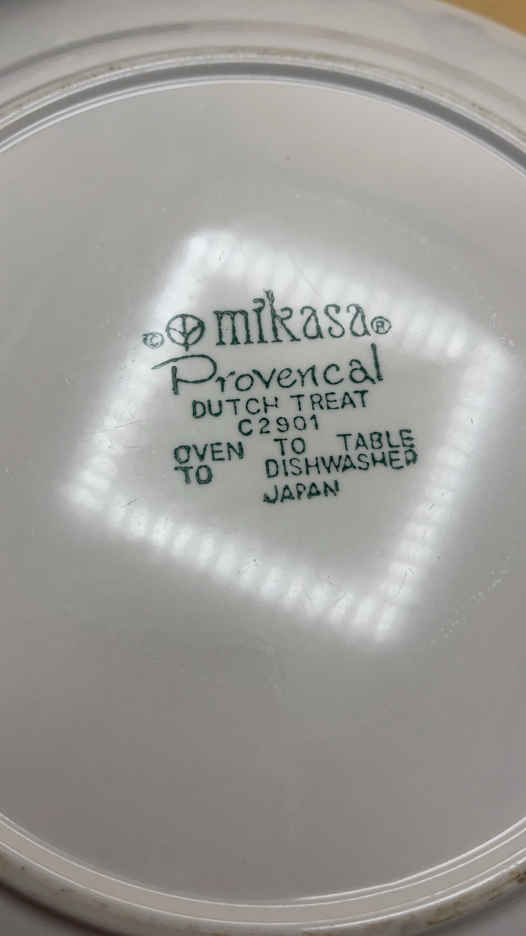 © mikasa®
Provencal
DUTCH TREAT
C2901
OVEN TO TABLE
TO DISHWASHER
JAPAN